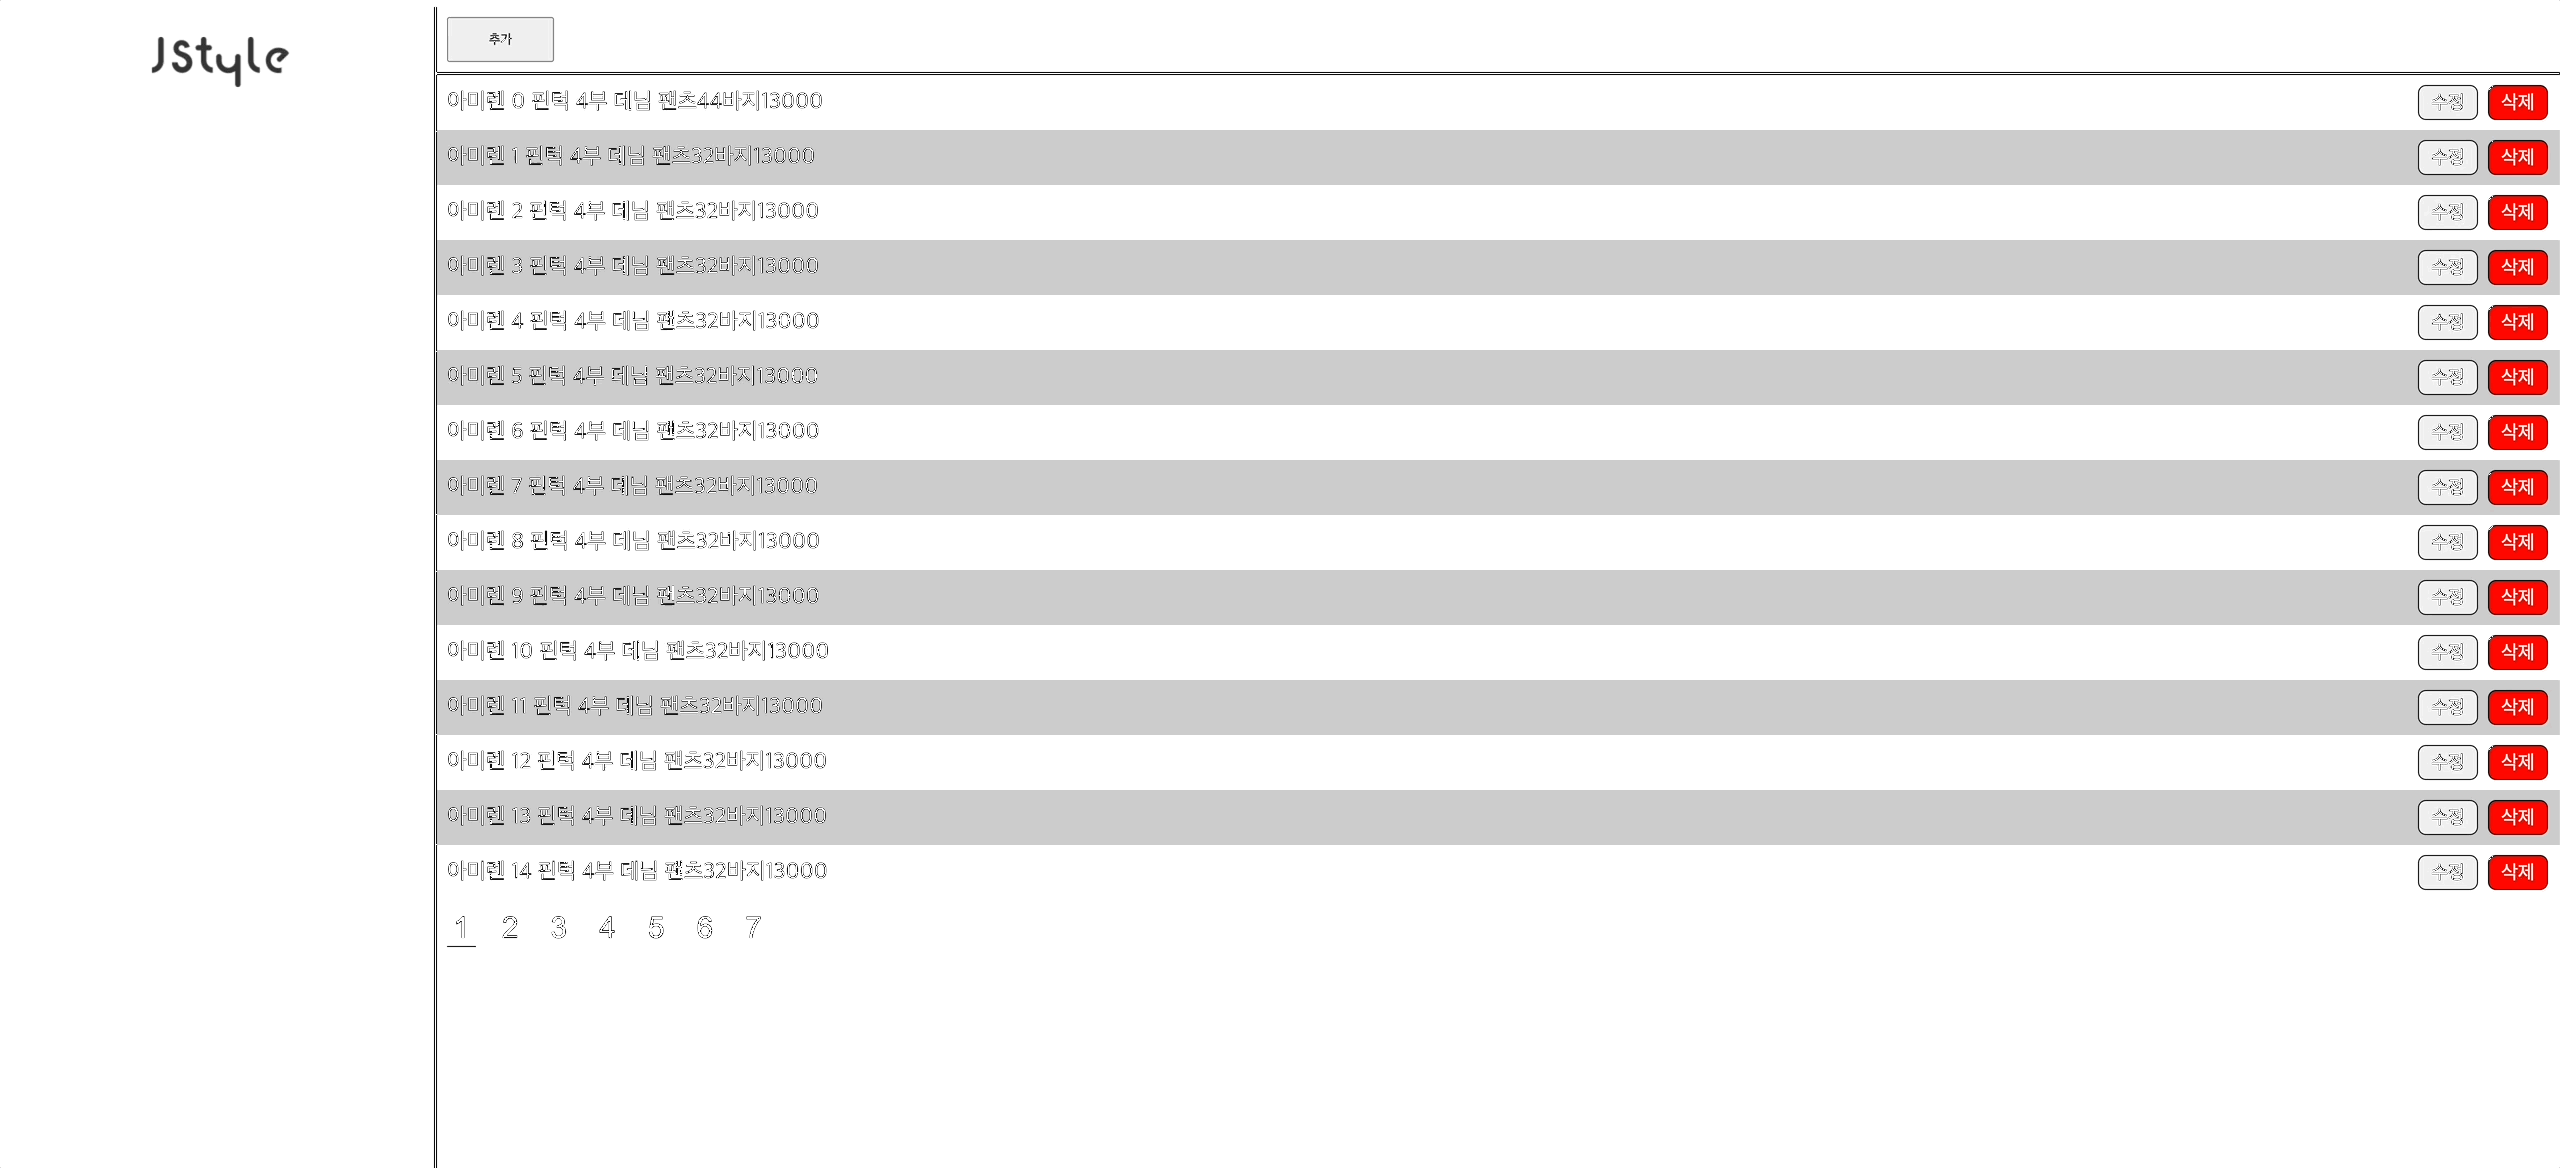 JStyle
추가
아미렌 0 핀턱 4부 데님 팬츠44바지13000 수정 삭제
아미렌 1 핀턱 4부 데님 팬츠32바지13000 수정 삭제
아미렌 2 핀턱 4부 데님 팬츠32바지13000 수정 삭제
아미렌 3 핀턱 4부 데님 팬츠32바지13000 수정 삭제
아미렌 4 핀턱 4부 데님 팬츠32바지13000 수정 삭제
아미렌 5 핀턱 4부 데님 팬츠32바지13000 수정 삭제
아미렌 6 핀턱 4부 데님 팬츠32바지13000 수정 삭제
아미렌 7 핀턱 4부 데님 팬츠32바지13000 수정 삭제
아미렌 8 핀턱 4부 데님 팬츠32바지13000 수정 삭제
아미렌 9 핀턱 4부 데님 팬츠32바지13000 수정 삭제
아미렌 10 핀턱 4부 데님 팬츠32바지13000 수정 삭제
아미렌 11 핀턱 4부 데님 팬츠32바지13000 수정 삭제
아미렌 12 핀턱 4부 데님 팬츠32바지13000 수정 삭제
아미렌 13 핀턱 4부 데님 팬츠32바지13000 수정 삭제
아미렌 14 핀턱 4부 데님 팬츠32바지13000 수정 삭제
1 2 3 4 5 6 7